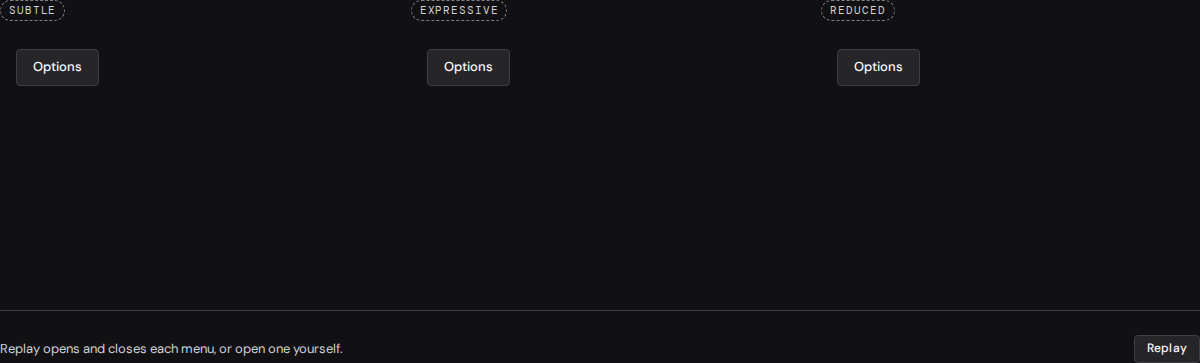 SUBTLE
EXPRESSIVE
REDUCED
Options
Options
Options
Replay opens and closes each menu, or open one yourself.
Replay